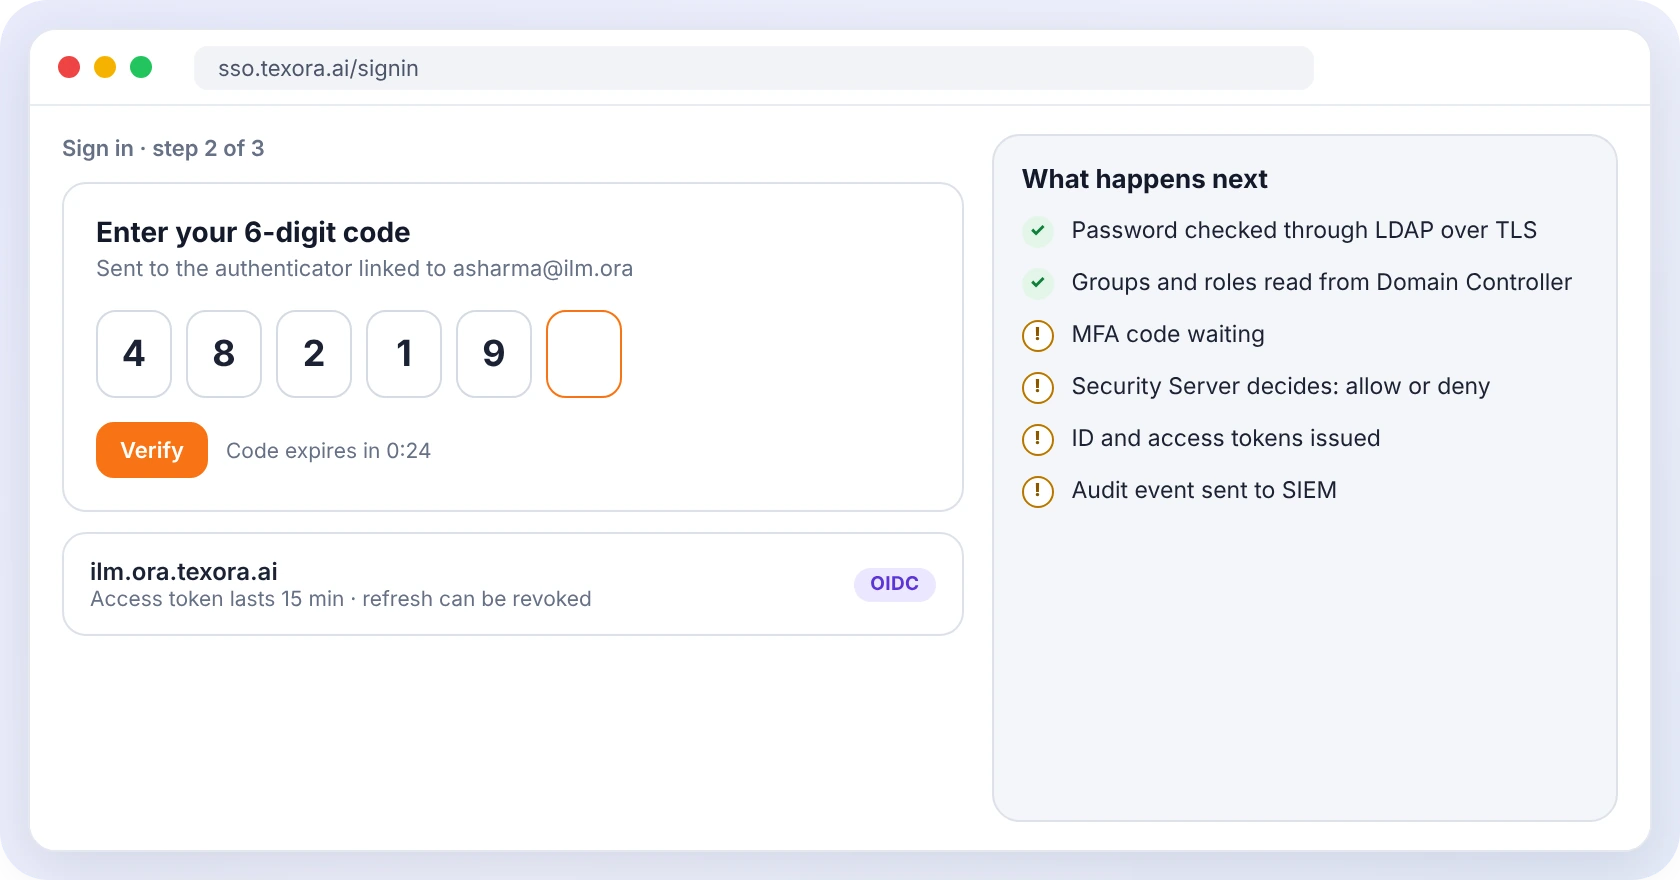 sso.texora.ai/signin
Sign in · step 2 of 3
Enter your 6-digit code
Sent to the authenticator linked to asharma@ilm.ora
4 8 2 1 9
Verify
Code expires in 0:24
ilm.ora.texora.ai
Access token lasts 15 min · refresh can be revoked
OIDC
What happens next
Password checked through LDAP over TLS
Groups and roles read from Domain Controller
! MFA code waiting
! Security Server decides: allow or deny
! ID and access tokens issued
! Audit event sent to SIEM